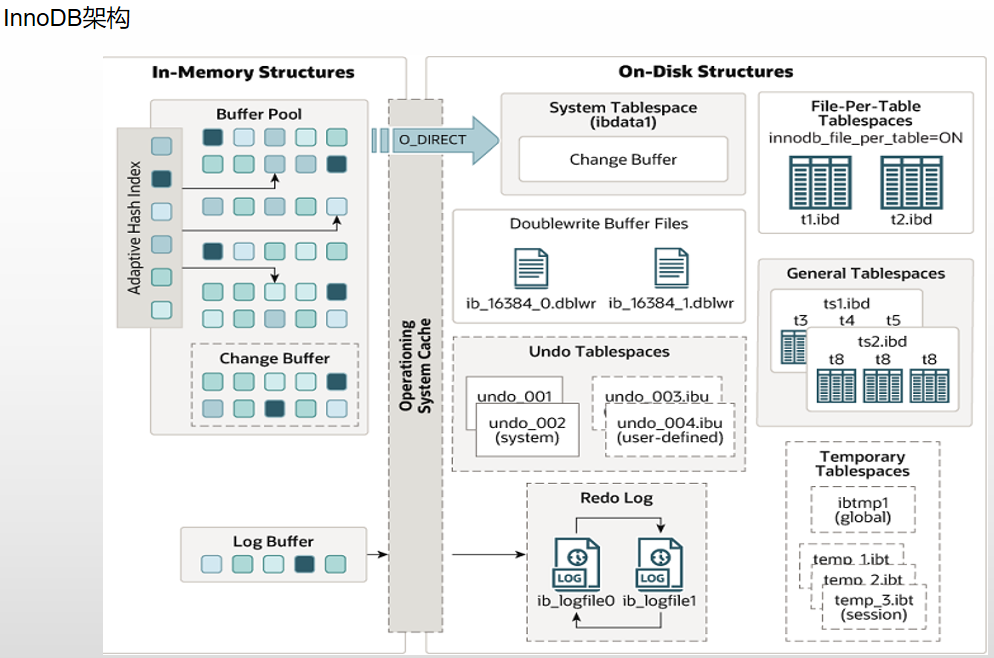 InnoDB架构
In-Memory Structures
Buffer Pool
Adaptive Hash Index
Change Buffer
Log Buffer
Operationing
System Cache
O_DIRECT
On-Disk Structures
System Tablespace
(ibdata1)
Change Buffer
Doublewrite Buffer Files
ib_16384_0.dblwr
ib_16384_1.dblwr
Undo Tablespaces
undo_001
undo_002
(system)
undo_003.ibu
undo_004.ibu
(user-defined)
Redo Log
LOG
LOG
ib_logfile0
ib_logfile1
File-Per-Table
Tablespaces
innodb_file_per_table=ON
t1.ibd
t2.ibd
General Tablespaces
ts1.ibd
t3 t4 t5
ts2.ibd
t8 t8 t8
Temporary
Tablespaces
ibtmp1
(global)
temp_1.ibt
temp_2.ibt
temp_3.ibt
(session)